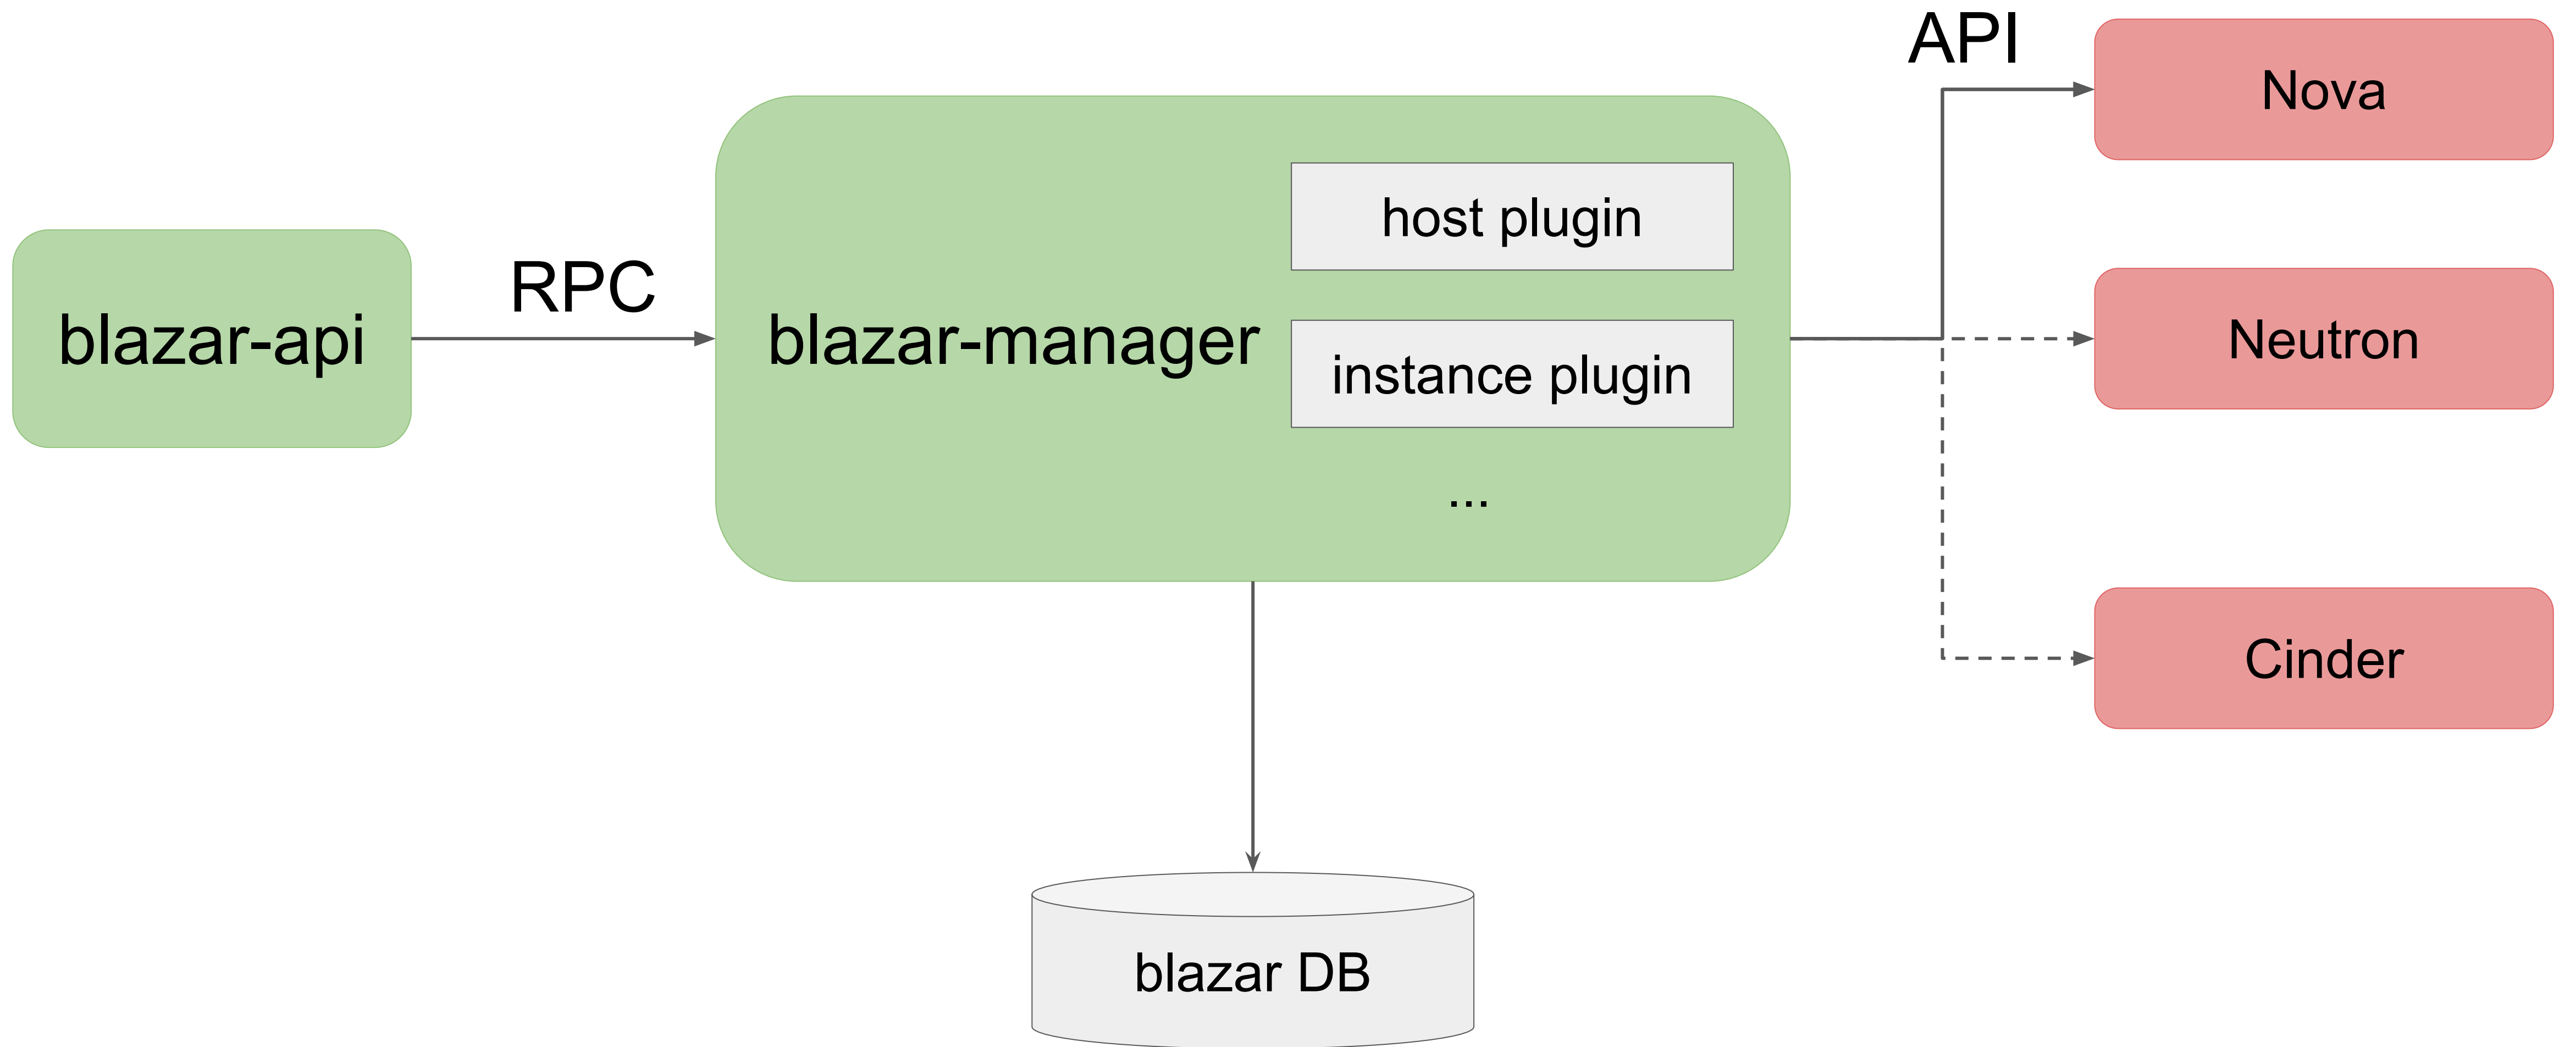 blazar-api
RPC
blazar-manager
host plugin
instance plugin
...
blazar DB
API
Nova
Neutron
Cinder